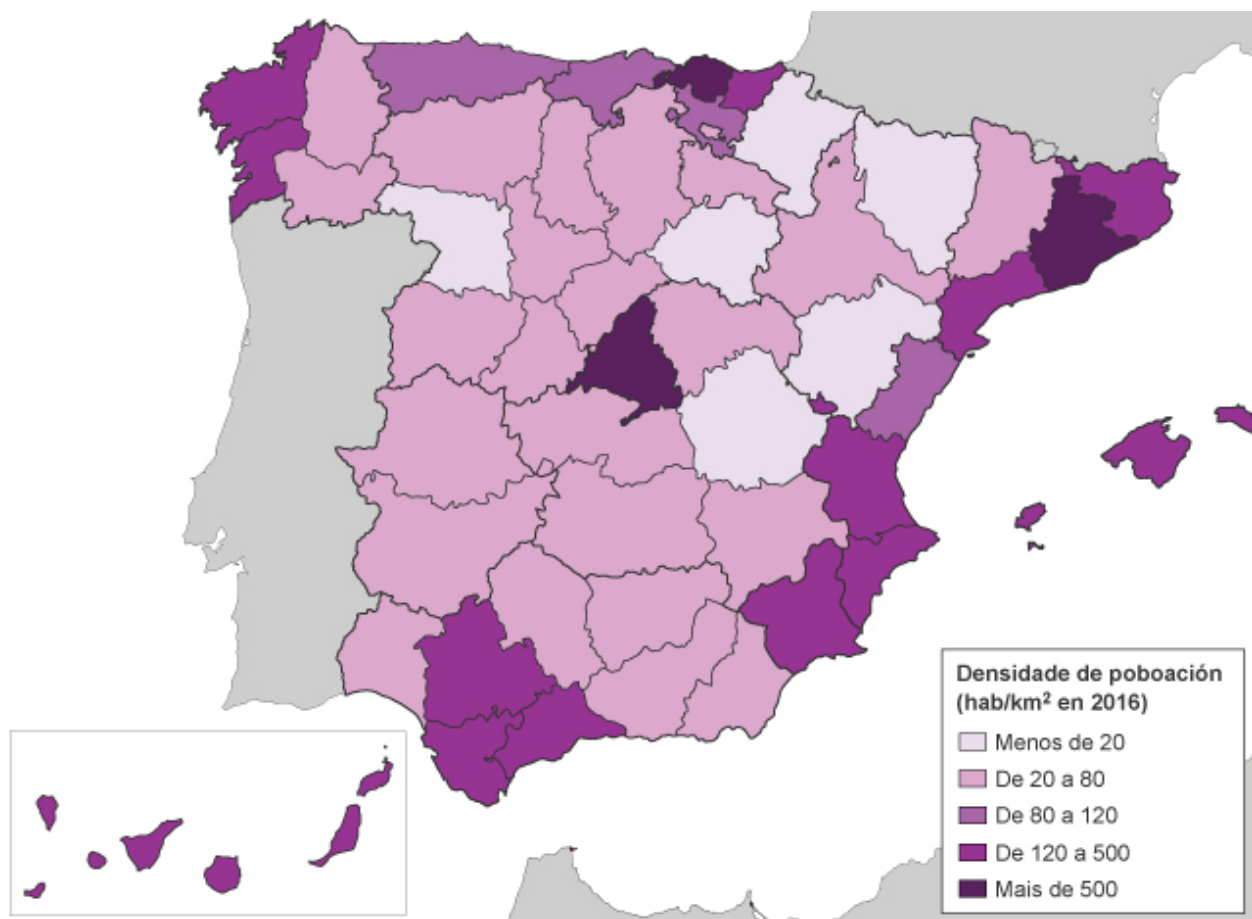 Densidade de poboación
(hab/km² en 2016)
Menos de 20
De 20 a 80
De 80 a 120
De 120 a 500
Mais de 500